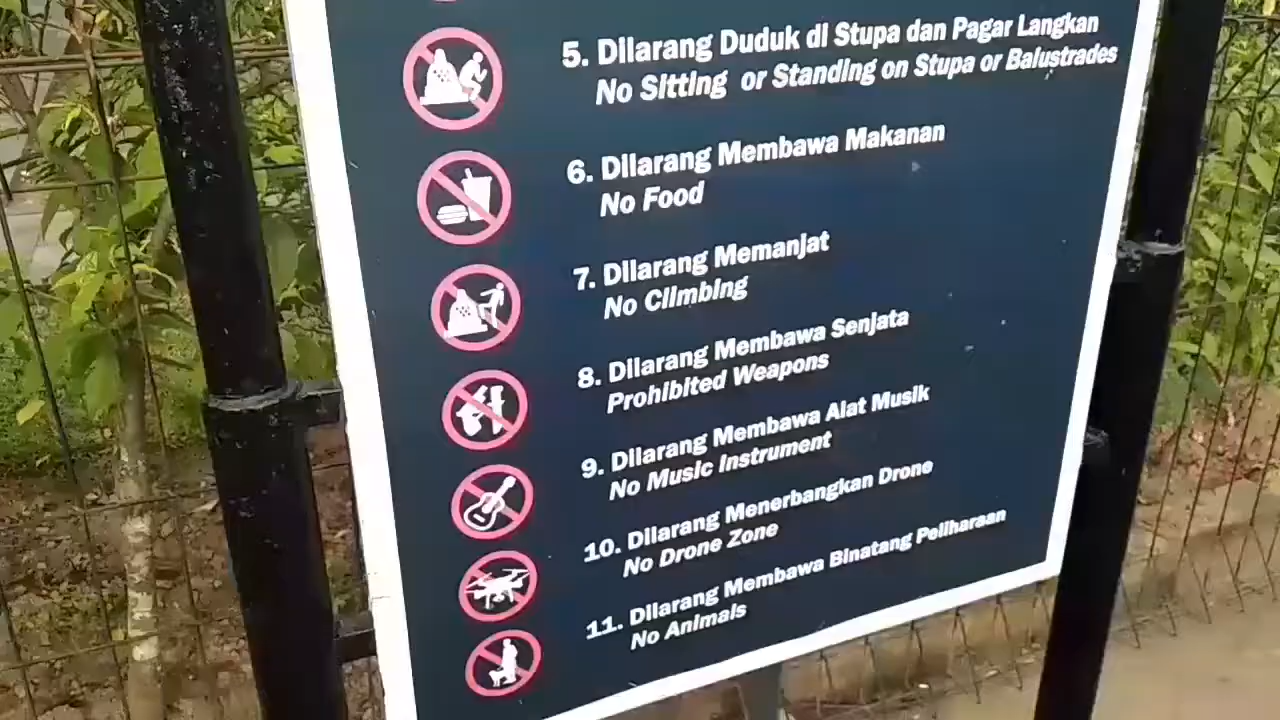 5. Dilarang Duduk di Stupa dan Pagar Langkan
No Sitting or Standing on Stupa or Balustrades
6. Dilarang Membawa Makanan
No Food
7. Dilarang Memanjat
No Climbing
8. Dilarang Membawa Senjata
Prohibited Weapons
9. Dilarang Membawa Alat Musik
No Music Instrument
10. Dilarang Menerbangkan Drone
No Drone Zone
11. Dilarang Membawa Binatang Peliharaan
No Animals